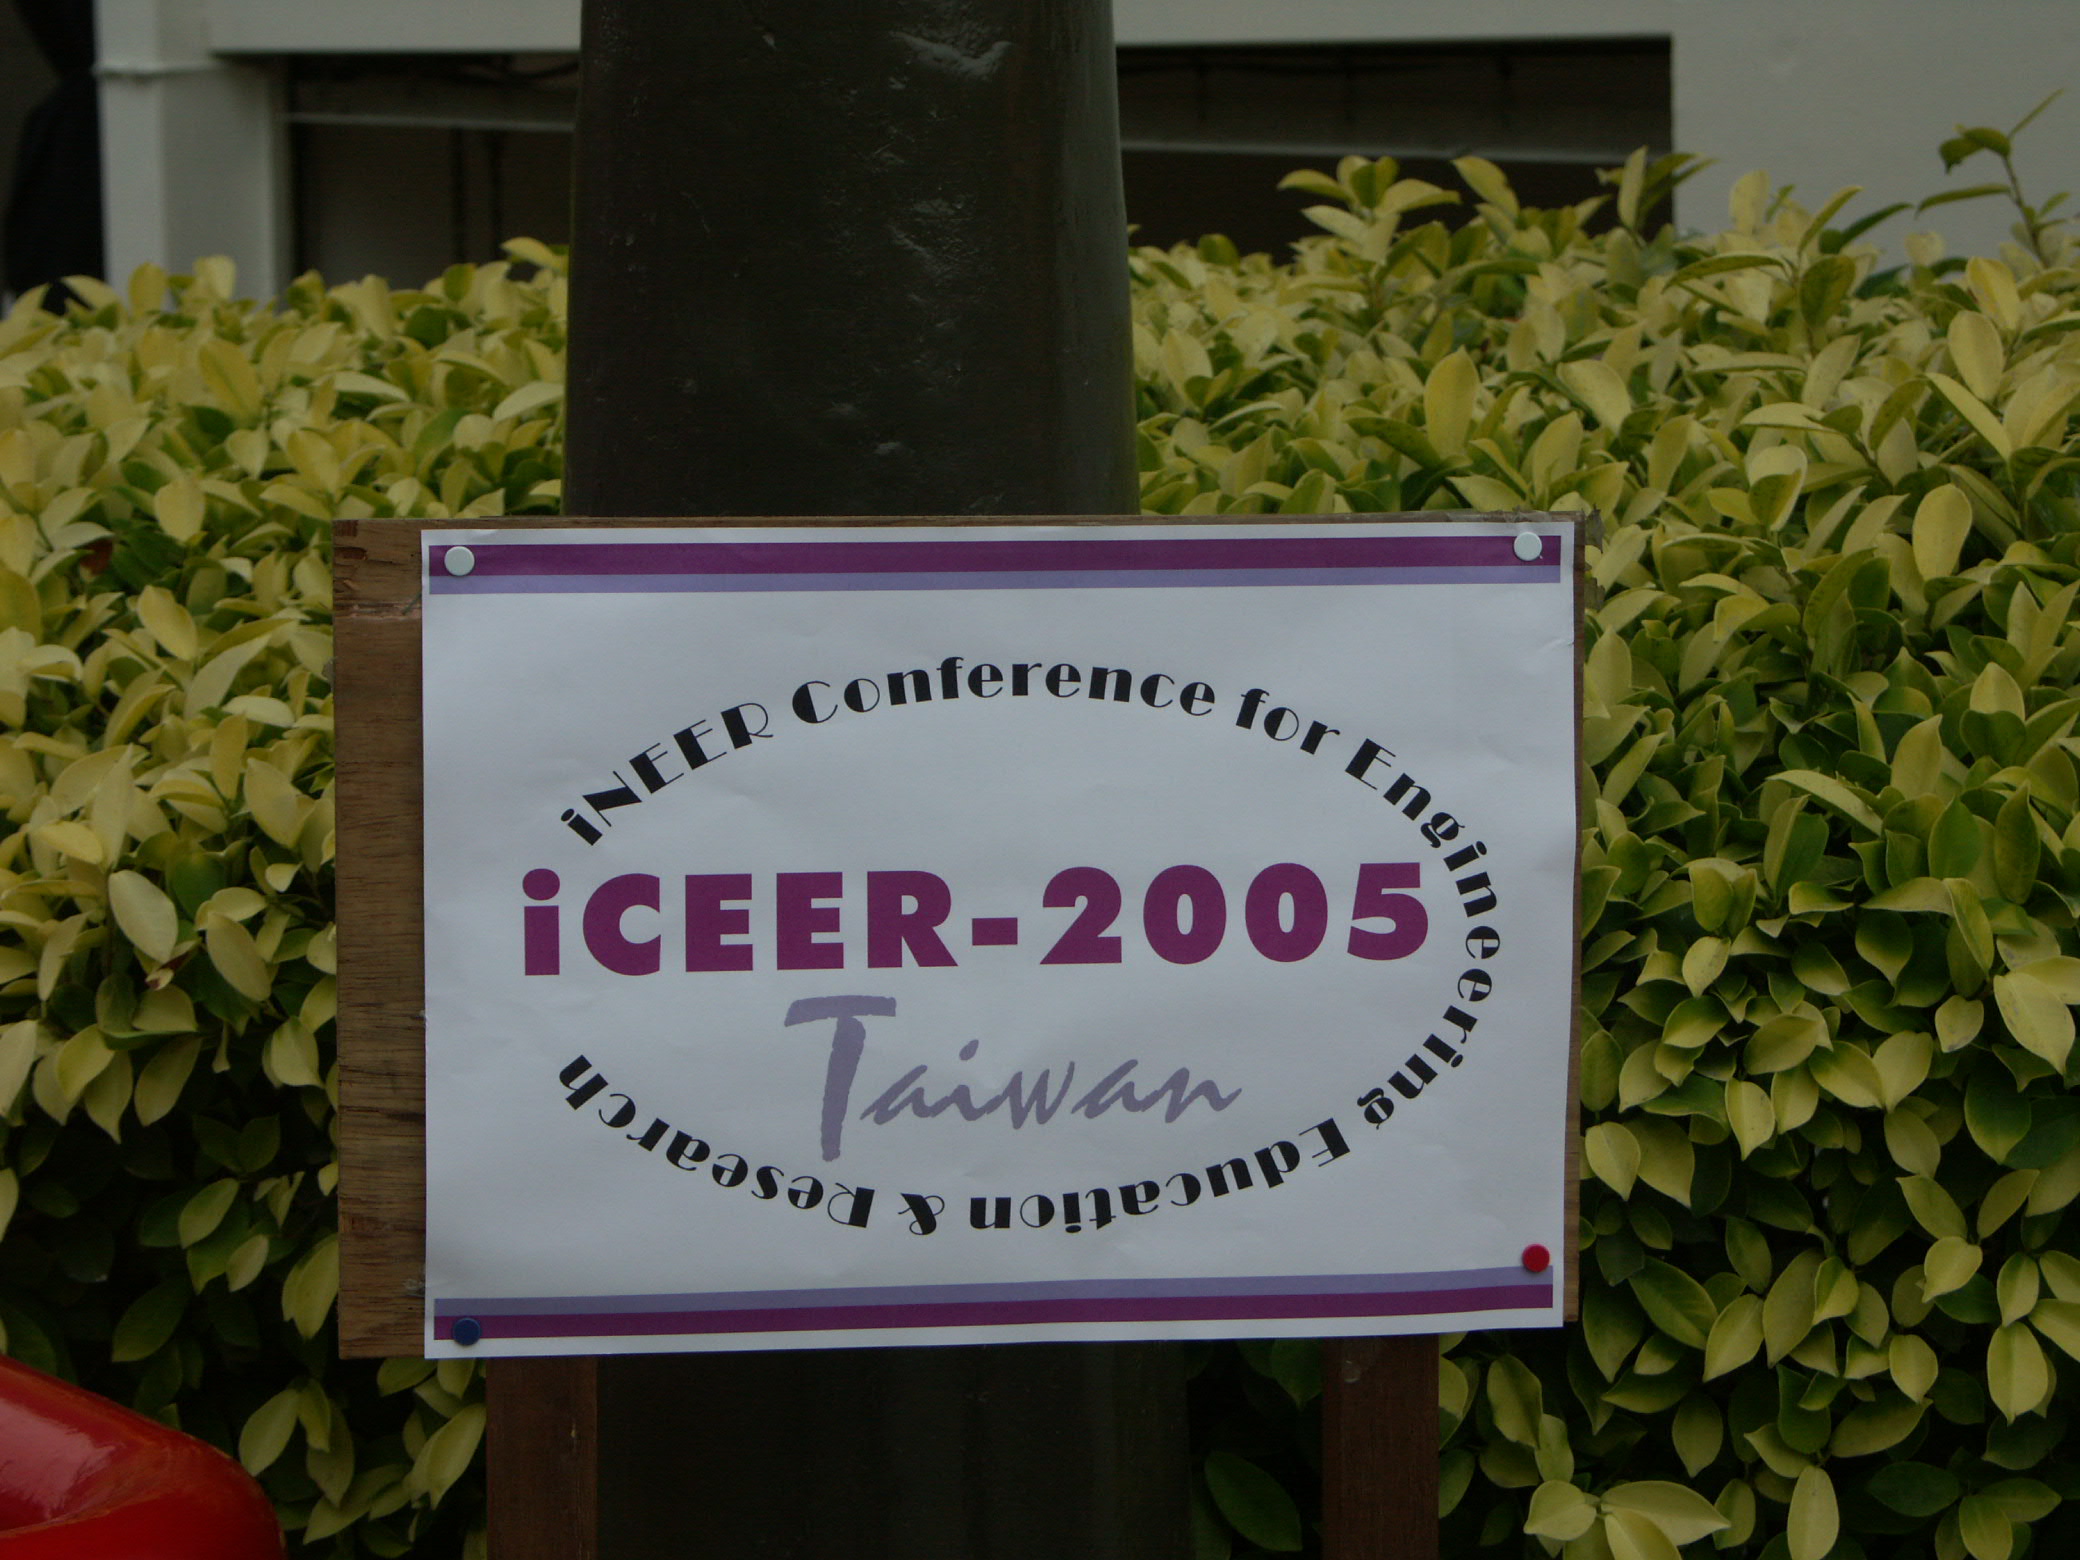 iNEER Conference for Engineering Education & Research
iCEER-2005
Taiwan